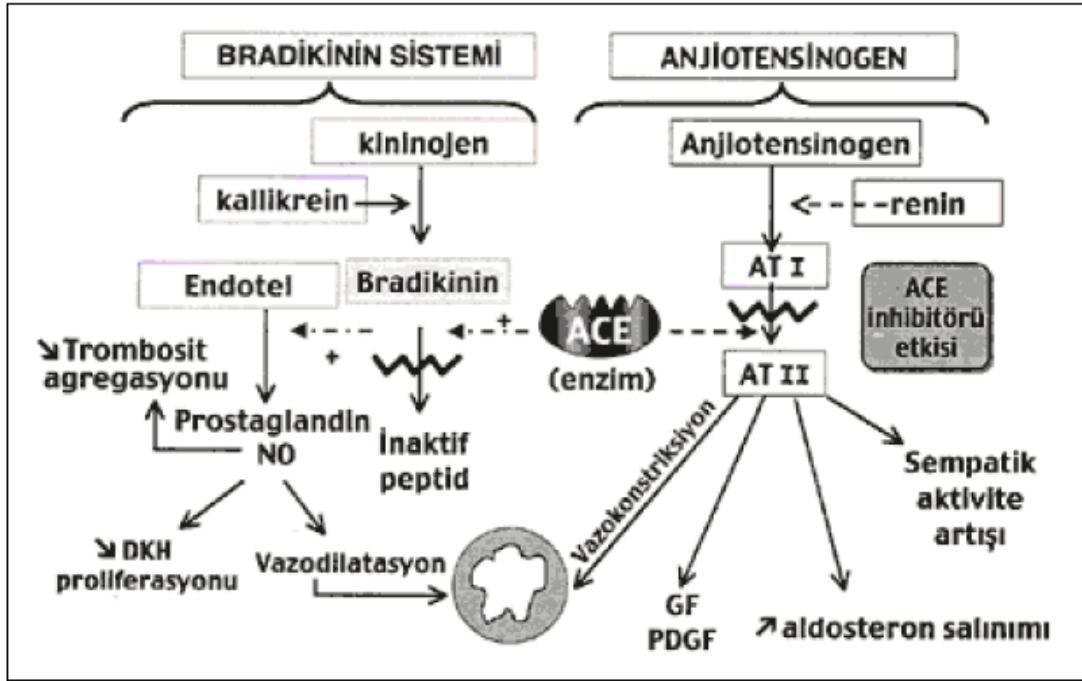 BRADİKİNİN SİSTEMİ
ANJİOTENSİNOGEN
kininojen
Anjiotensinogen
kallikrein
renin
AT I
Endotel
Bradikinin
ACE
inhibitörü
etkisi
+
+
ACE
(enzim)
AT II
↘ Trombosit
agregasyonu
Prostaglandin
NO
İnaktif
peptid
Vazokonstriksiyon
Sempatik
aktivite
artışı
↘ DKH
proliferasyonu
Vazodilatasyon
GF
PDGF
↗ aldosteron salınımı